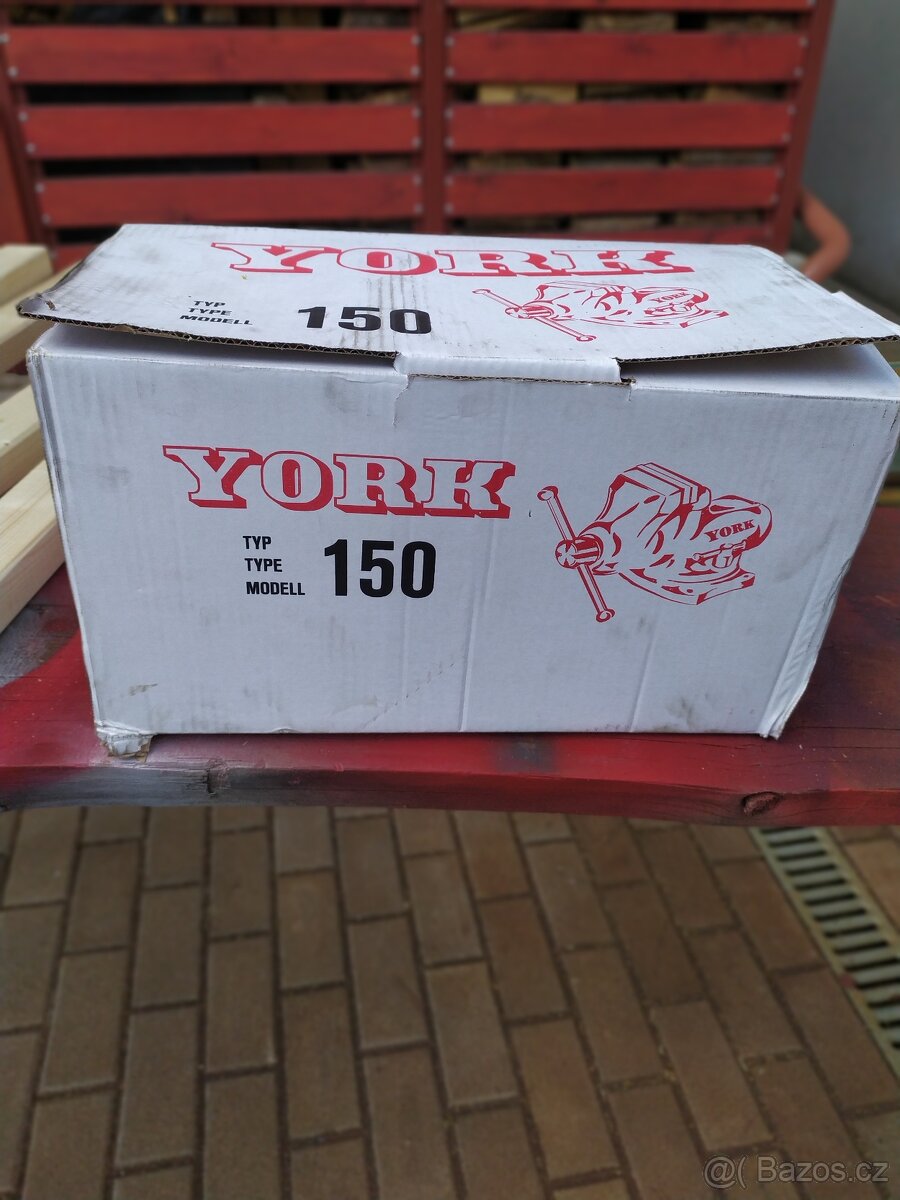 YORK
TYP
TYPE
MODELL
150
YORK
YORK
TYP
TYPE
MODELL
150
YORK
@( Bazos.cz